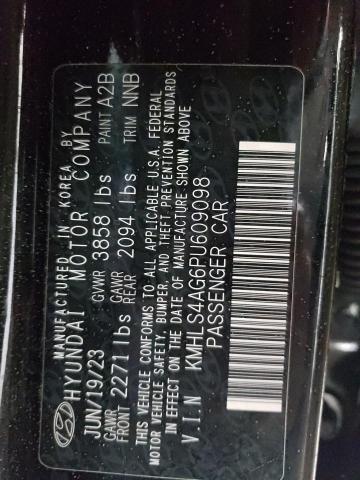 MANUFACTURED IN KOREA BY
HYUNDAI MOTOR COMPANY
JUN/19/23 GVWR 3858 lbs PAINT A2B
GAWR FRONT 2271 lbs GAWR REAR 2094 lbs TRIM NNB
THIS VEHICLE CONFORMS TO ALL APPLICABLE U.S.A. FEDERAL
MOTOR VEHICLE SAFETY, BUMPER, AND THEFT PREVENTION STANDARDS
IN EFFECT ON THE DATE OF MANUFACTURE SHOWN ABOVE
V.I.N KMHLS4AG6PU609098
PASSENGER CAR